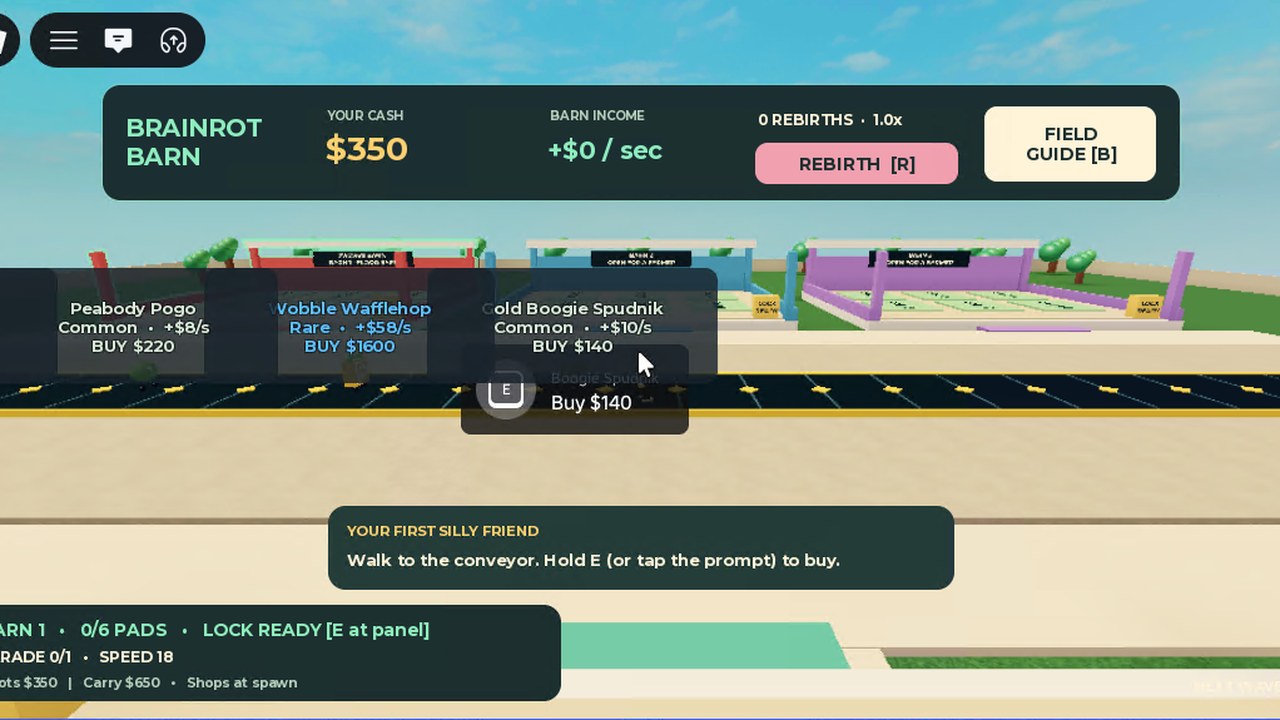 BRAINROT
BARN
YOUR CASH
$350
BARN INCOME
+$0 / sec
0 REBIRTHS · 1.0x
REBIRTH [R]
FIELD
GUIDE [B]
Peabody Pogo
Common · +$8/s
BUY $220
Wobble Wafflehop
Rare · +$58/s
BUY $1600
Gold Boogie Spudnik
Common · +$10/s
BUY $140
E
Boogie Spudnik
Buy $140
YOUR FIRST SILLY FRIEND
Walk to the conveyor. Hold E (or tap the prompt) to buy.
ARN 1 · 0/6 PADS · LOCK READY [E at panel]
RADE 0/1 · SPEED 18
ots $350 | Carry $650 · Shops at spawn